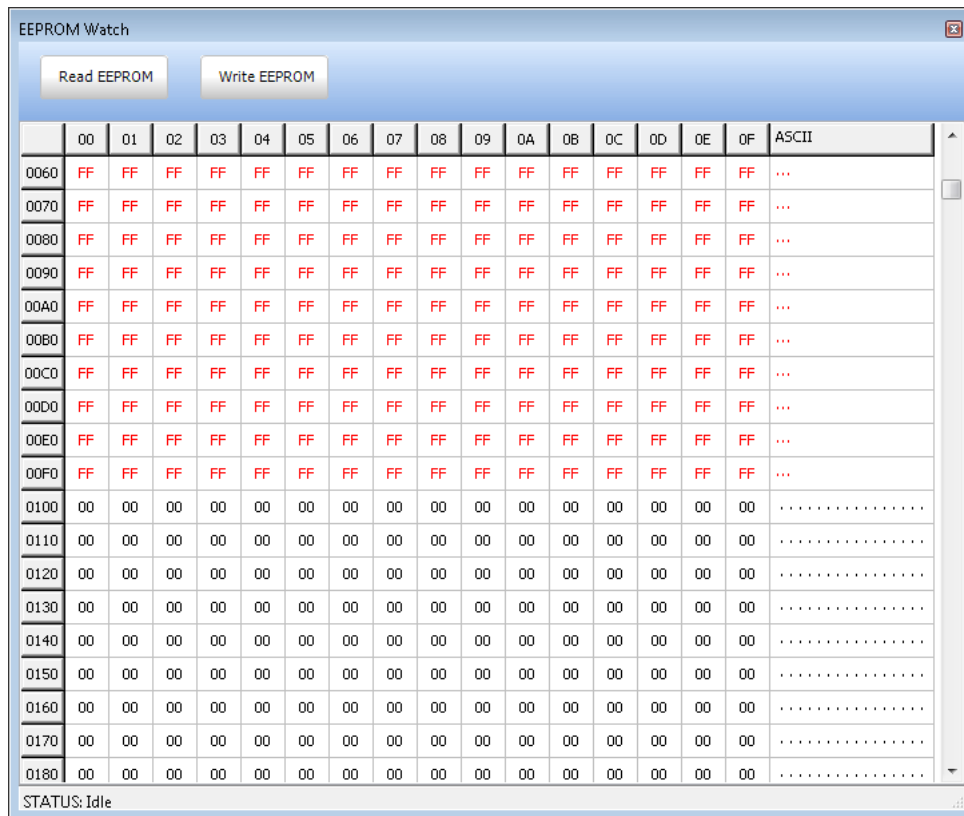 EEPROM Watch
Read EEPROM Write EEPROM
00 01 02 03 04 05 06 07 08 09 0A 0B 0C 0D 0E 0F ASCII
0060 FF FF FF FF FF FF FF FF FF FF FF FF FF FF FF FF ...
0070 FF FF FF FF FF FF FF FF FF FF FF FF FF FF FF FF ...
0080 FF FF FF FF FF FF FF FF FF FF FF FF FF FF FF FF ...
0090 FF FF FF FF FF FF FF FF FF FF FF FF FF FF FF FF ...
00A0 FF FF FF FF FF FF FF FF FF FF FF FF FF FF FF FF ...
00B0 FF FF FF FF FF FF FF FF FF FF FF FF FF FF FF FF ...
00C0 FF FF FF FF FF FF FF FF FF FF FF FF FF FF FF FF ...
00D0 FF FF FF FF FF FF FF FF FF FF FF FF FF FF FF FF ...
00E0 FF FF FF FF FF FF FF FF FF FF FF FF FF FF FF FF ...
00F0 FF FF FF FF FF FF FF FF FF FF FF FF FF FF FF FF ...
0100 00 00 00 00 00 00 00 00 00 00 00 00 00 00 00 00 ................
0110 00 00 00 00 00 00 00 00 00 00 00 00 00 00 00 00 ................
0120 00 00 00 00 00 00 00 00 00 00 00 00 00 00 00 00 ................
0130 00 00 00 00 00 00 00 00 00 00 00 00 00 00 00 00 ................
0140 00 00 00 00 00 00 00 00 00 00 00 00 00 00 00 00 ................
0150 00 00 00 00 00 00 00 00 00 00 00 00 00 00 00 00 ................
0160 00 00 00 00 00 00 00 00 00 00 00 00 00 00 00 00 ................
0170 00 00 00 00 00 00 00 00 00 00 00 00 00 00 00 00 ................
0180 00 00 00 00 00 00 00 00 00 00 00 00 00 00 00 00 ................
STATUS: Idle